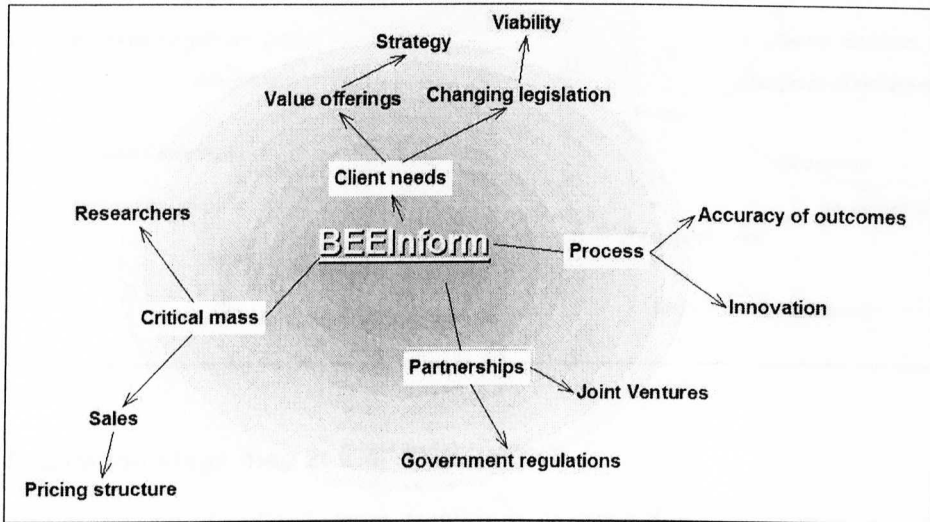 Viability
Strategy
Value offerings
Changing legislation
Client needs
Researchers
Accuracy of outcomes
BEEInform
Process
Critical mass
Innovation
Partnerships
Joint Ventures
Sales
Government regulations
Pricing structure